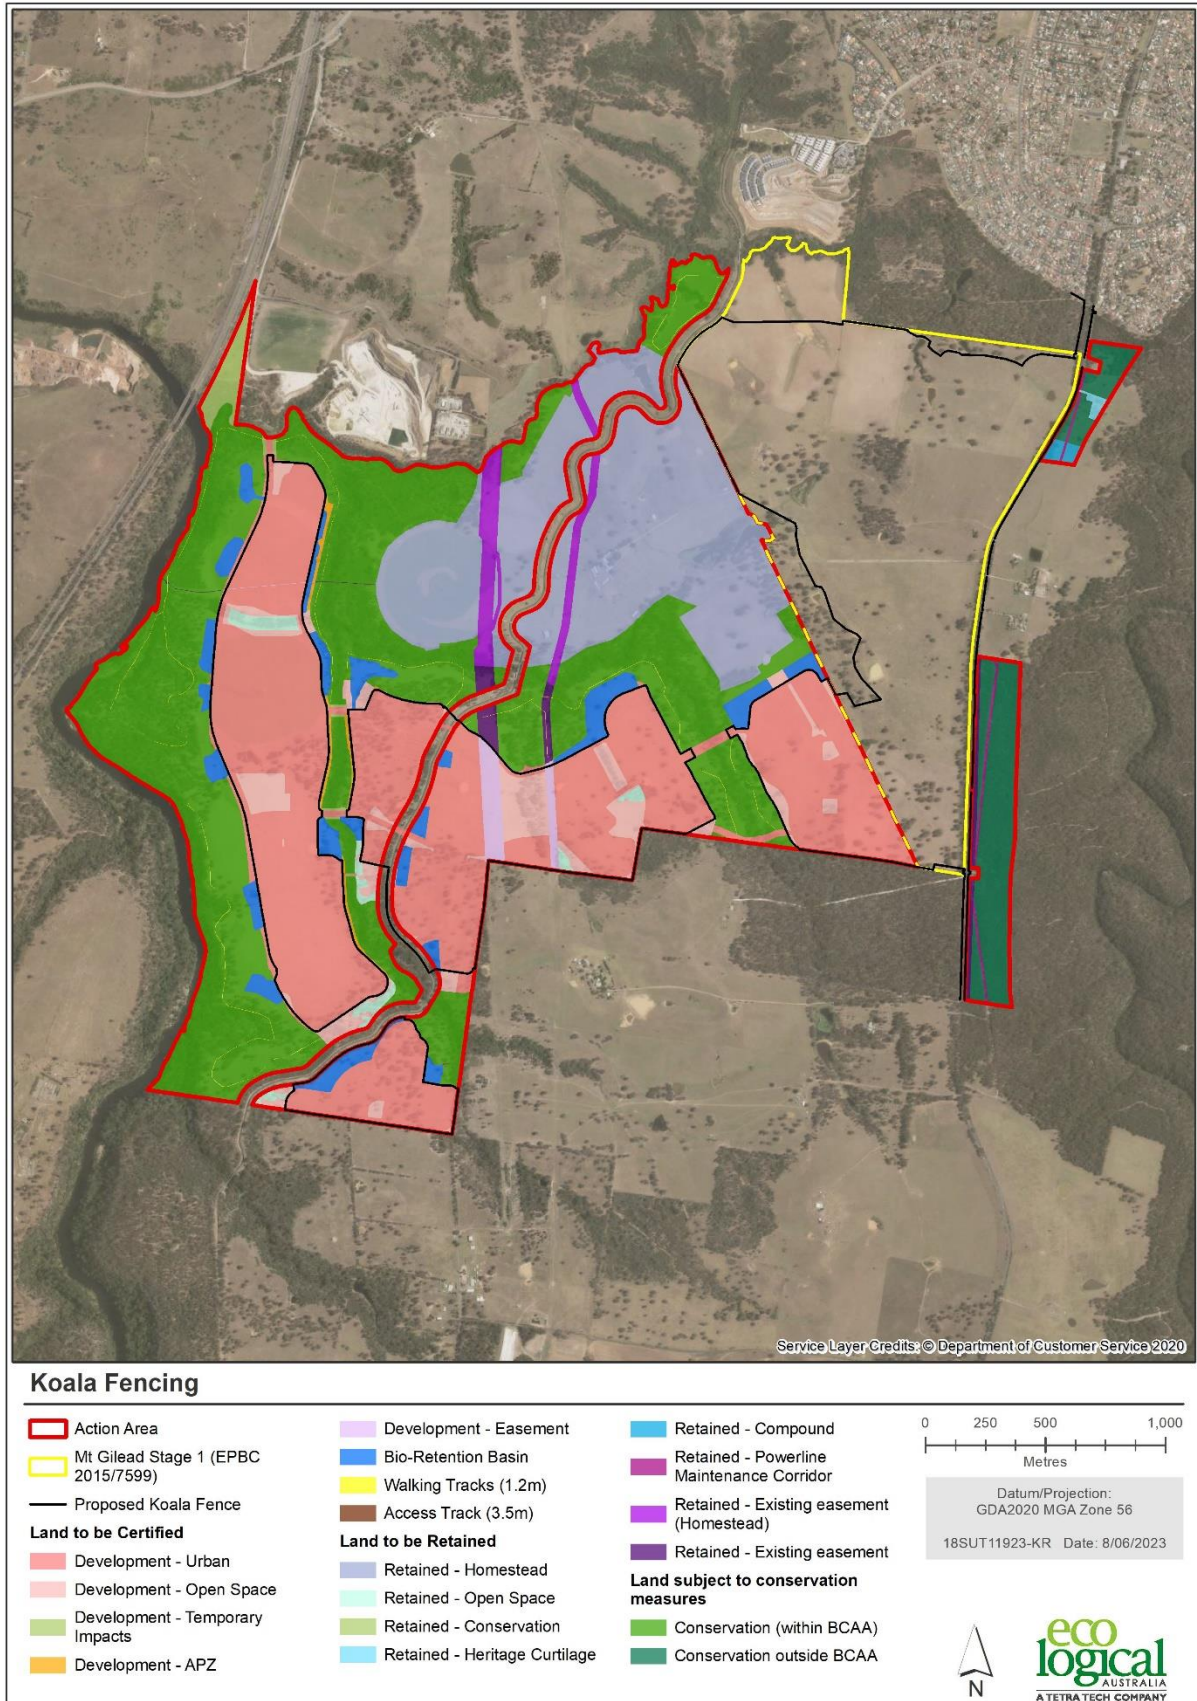 Service Layer Credits: © Department of Customer Service 2020
Koala Fencing
Action Area
Mt Gilead Stage 1 (EPBC
2015/7599)
Proposed Koala Fence
Land to be Certified
Development - Urban
Development - Open Space
Development - Temporary
Impacts
Development - APZ
Development - Easement
Bio-Retention Basin
Walking Tracks (1.2m)
Access Track (3.5m)
Land to be Retained
Retained - Homestead
Retained - Open Space
Retained - Conservation
Retained - Heritage Curtilage
Retained - Compound
Retained - Powerline
Maintenance Corridor
Retained - Existing easement
(Homestead)
Retained - Existing easement
Land subject to conservation
measures
Conservation (within BCAA)
Conservation outside BCAA
0 250 500 1,000
Metres
Datum/Projection:
GDA2020 MGA Zone 56
18SUT11923-KR Date: 8/06/2023
N
eco
logical
AUSTRALIA
A TETRA TECH COMPANY